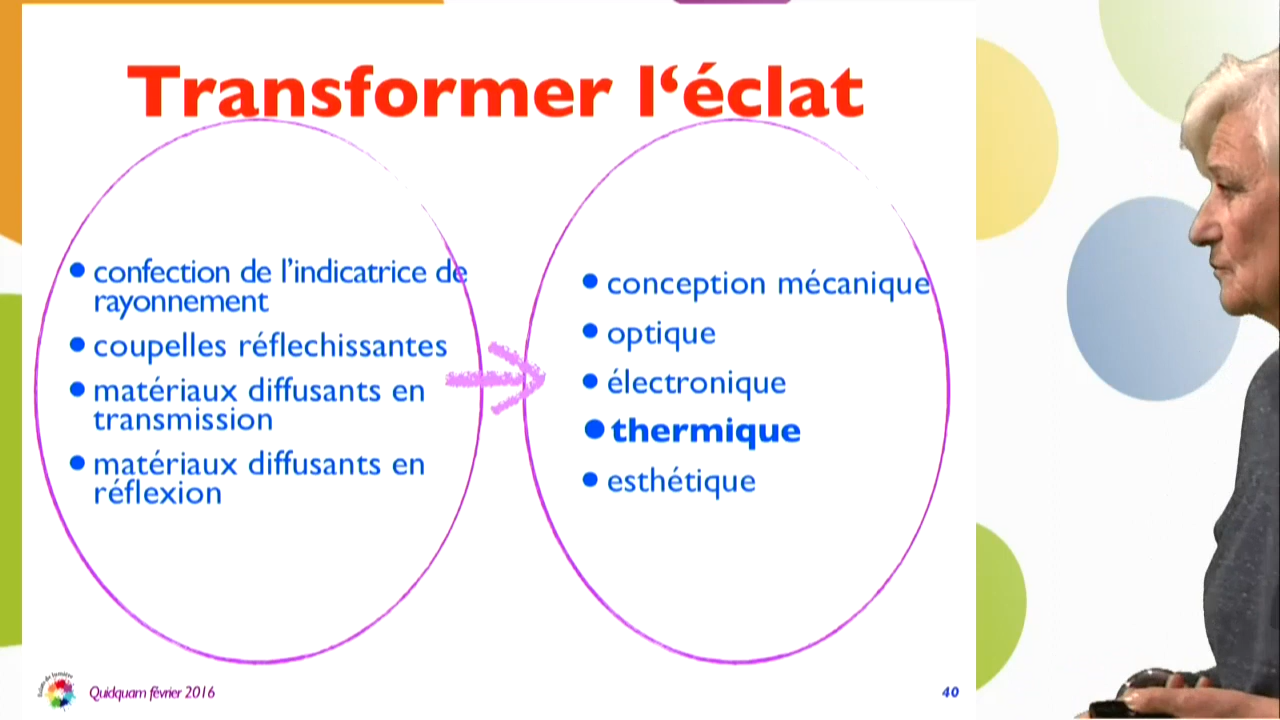 Transformer l‘éclat
• confection de l’indicatrice de
rayonnement
• coupelles réflechissantes
• matériaux diffusants en
transmission
• matériaux diffusants en
réflexion
• conception mécanique
• optique
• électronique
• thermique
• esthétique
Quidquam février 2016
40